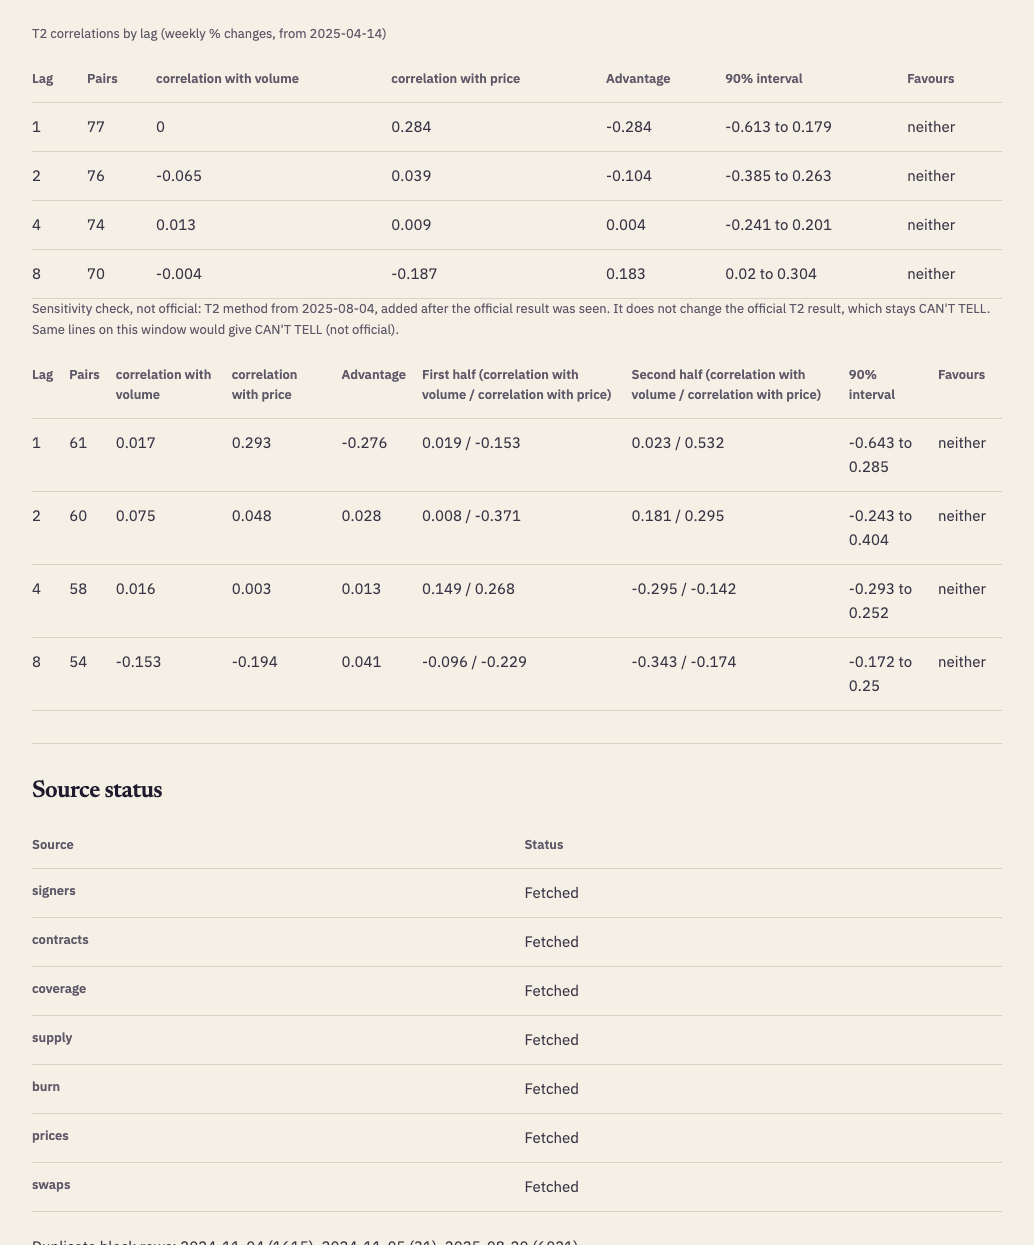 T2 correlations by lag (weekly % changes, from 2025-04-14)
Lag Pairs correlation with volume correlation with price Advantage 90% interval Favours
1 77 0 0.284 -0.284 -0.613 to 0.179 neither
2 76 -0.065 0.039 -0.104 -0.385 to 0.263 neither
4 74 0.013 0.009 0.004 -0.241 to 0.201 neither
8 70 -0.004 -0.187 0.183 0.02 to 0.304 neither
Sensitivity check, not official: T2 method from 2025-08-04, added after the official result was seen. It does not change the official T2 result, which stays CAN'T TELL.
Same lines on this window would give CAN'T TELL (not official).
Lag Pairs correlation with volume correlation with price Advantage First half (correlation with volume / correlation with price) Second half (correlation with volume / correlation with price) 90% interval Favours
1 61 0.017 0.293 -0.276 0.019 / -0.153 0.023 / 0.532 -0.643 to 0.285 neither
2 60 0.075 0.048 0.028 0.008 / -0.371 0.181 / 0.295 -0.243 to 0.404 neither
4 58 0.016 0.003 0.013 0.149 / 0.268 -0.295 / -0.142 -0.293 to 0.252 neither
8 54 -0.153 -0.194 0.041 -0.096 / -0.229 -0.343 / -0.174 -0.172 to 0.25 neither
Source status
Source Status
signers Fetched
contracts Fetched
coverage Fetched
supply Fetched
burn Fetched
prices Fetched
swaps Fetched